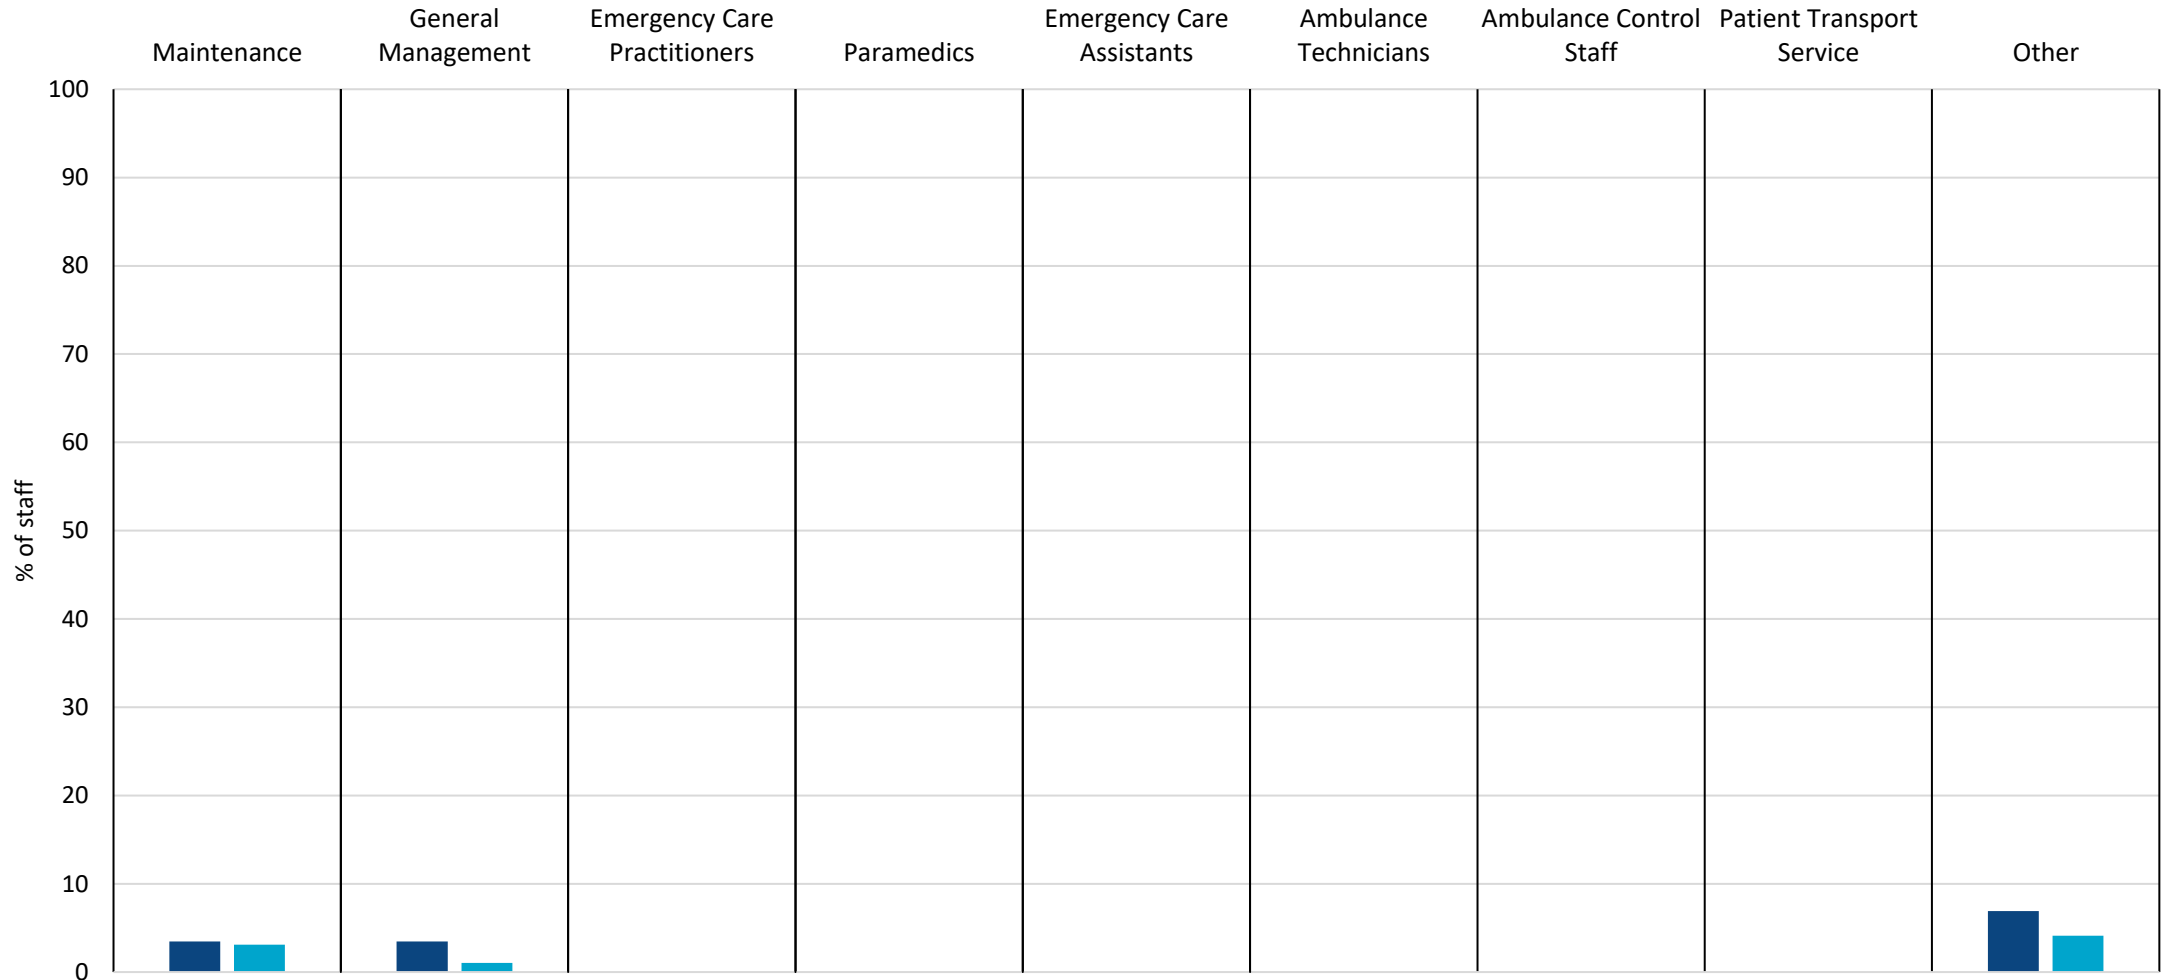 Maintenance
General
Management
Emergency Care
Practitioners
Paramedics
Emergency Care
Assistants
Ambulance
Technicians
Ambulance Control
Staff
Patient Transport
Service
Other
% of staff
100
90
80
70
60
50
40
30
20
10
0